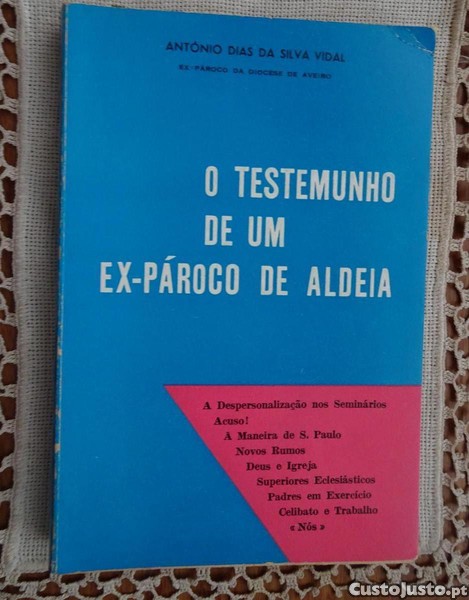 ANTÓNIO DIAS DA SILVA VIDAL
EX-PÁROCO DA DIOCESE DE AVEIRO
O TESTEMUNHO
DE UM
EX-PÁROCO DE ALDEIA
A Despersonalização nos Seminários
Acuso!
À Maneira de S. Paulo
Novos Rumos
Deus e Igreja
Superiores Eclesiásticos
Padres em Exercício
Celibato e Trabalho
«Nós»
CustoJusto.pt